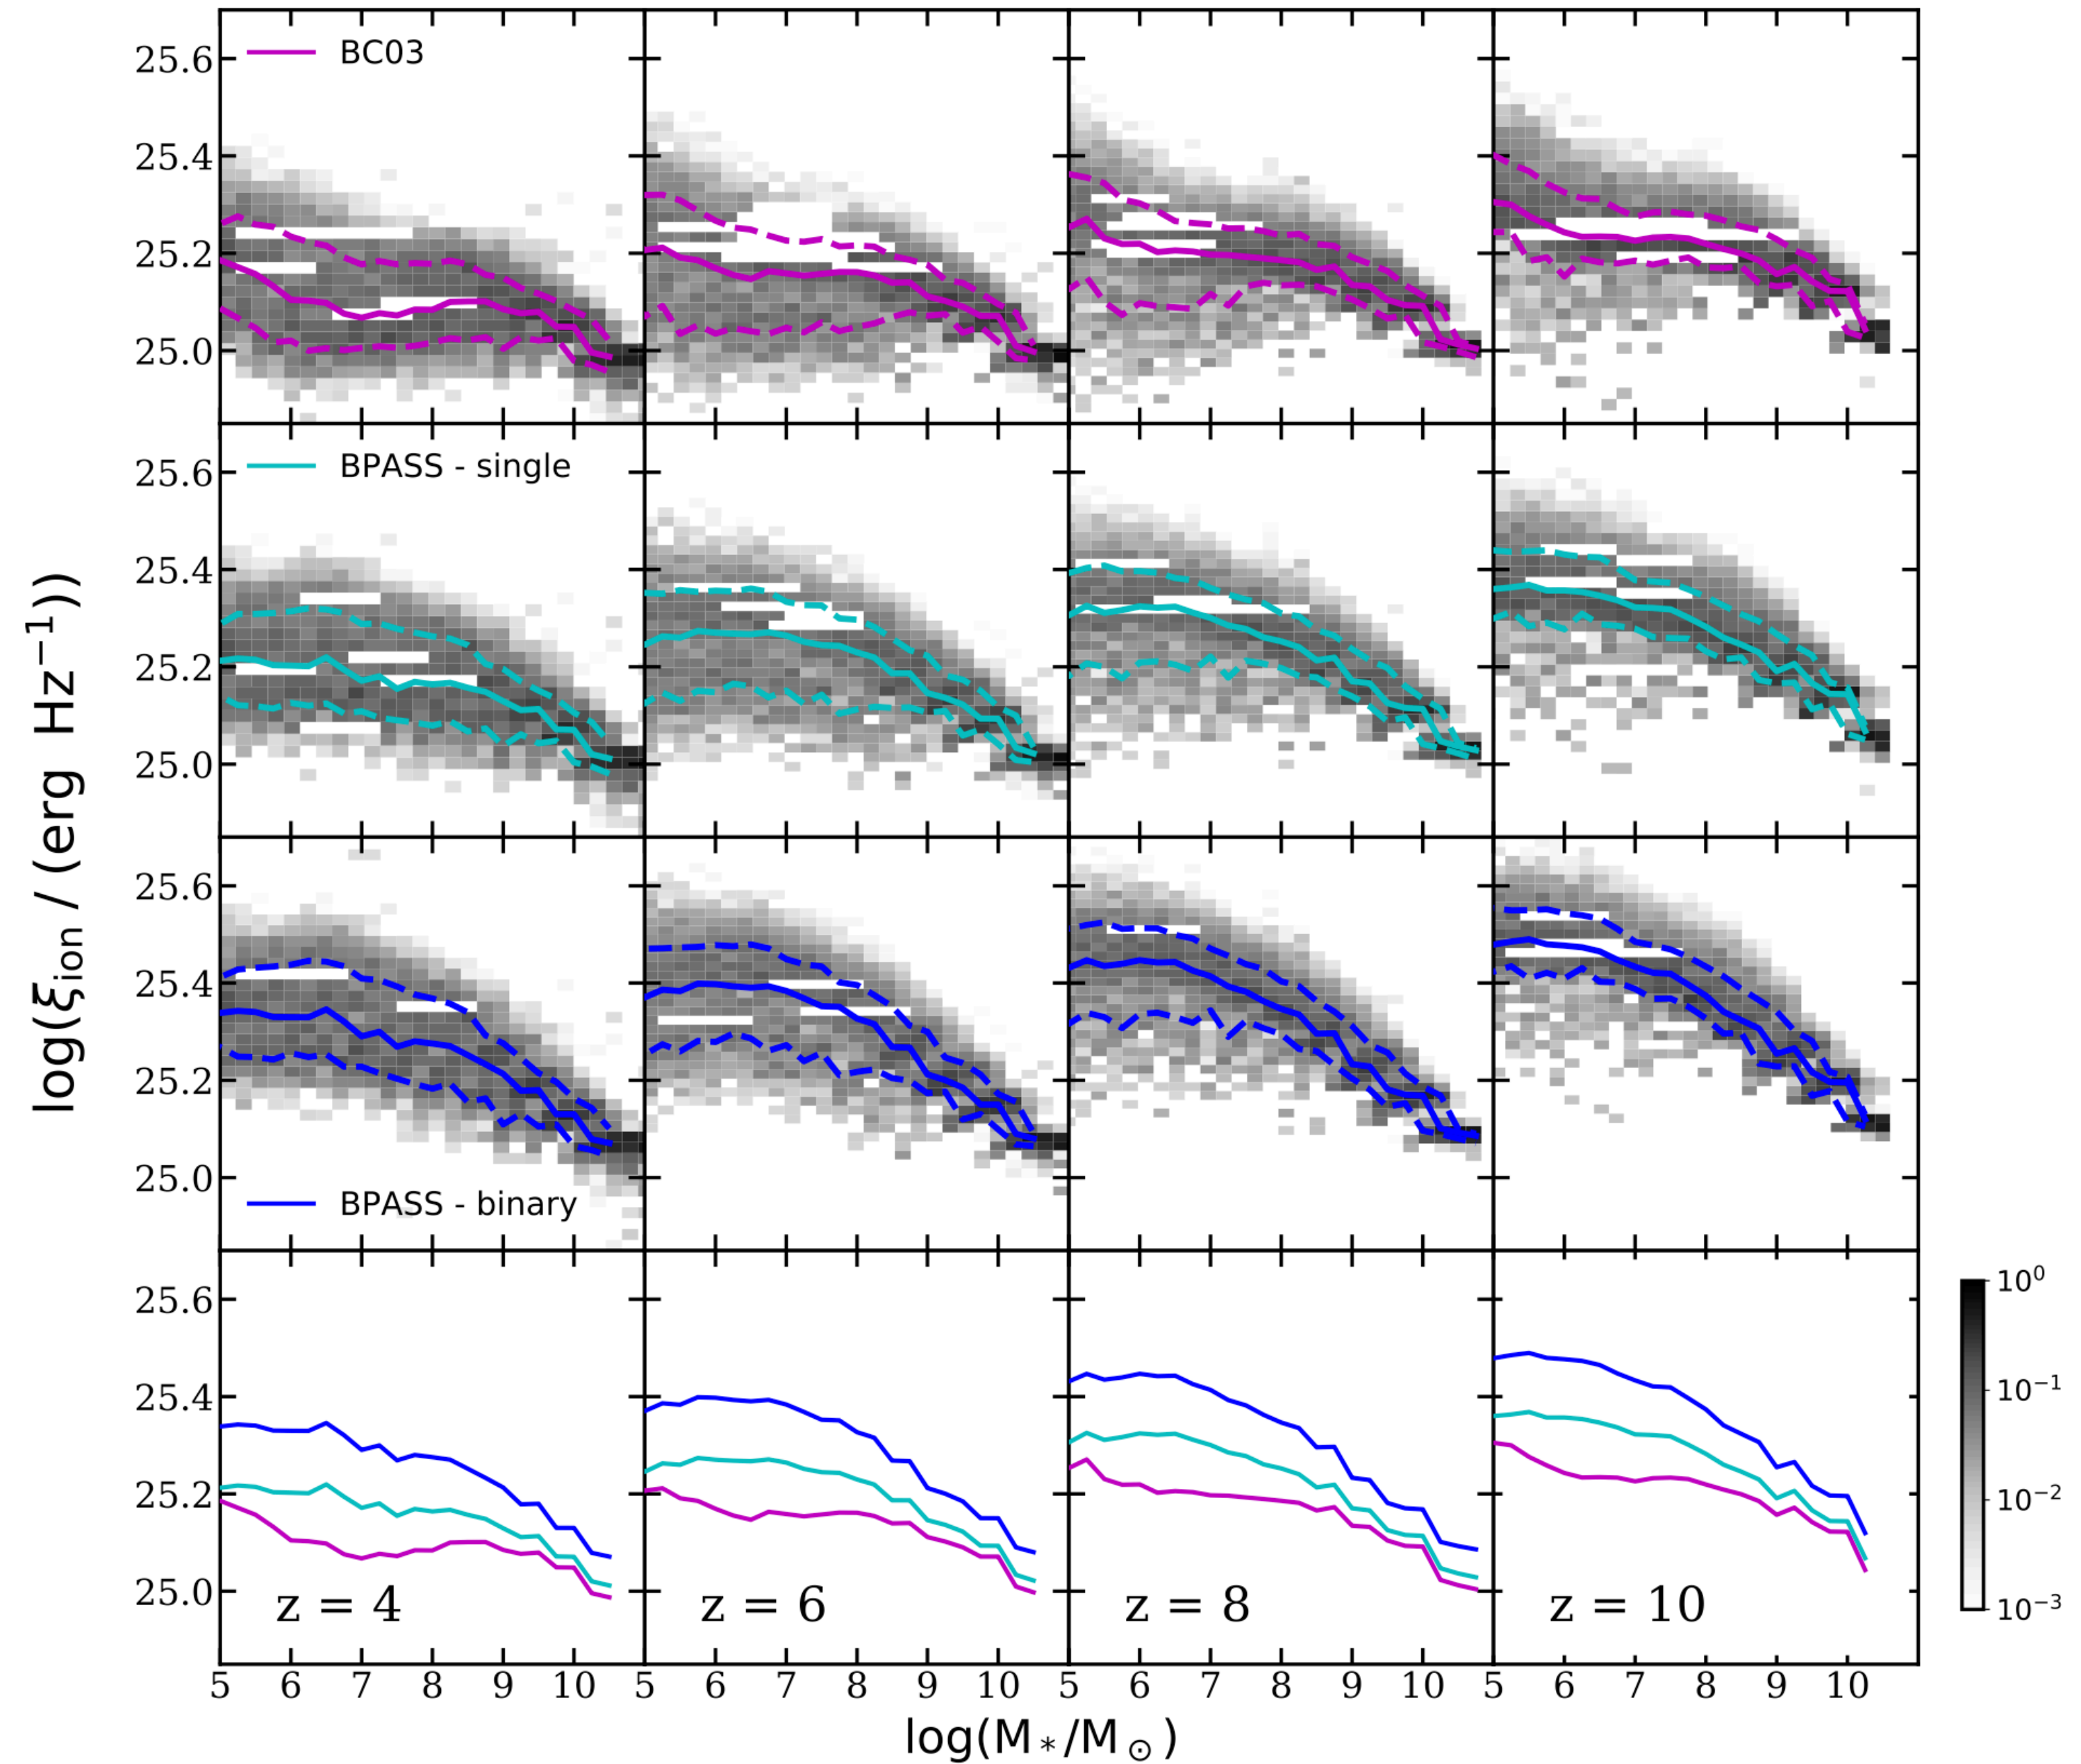 BC03
25.6
25.4
25.2
25.0
BPASS - single
25.6
25.4
25.2
25.0
25.6
25.4
25.2
25.0
BPASS - binary
25.6
25.4
25.2
25.0
z = 4
z = 6
z = 8
z = 10
5 6 7 8 9 10 5 6 7 8 9 10 5 6 7 8 9 10 5 6 7 8 9 10
log(M*/M⊙)
log(ξion / (erg Hz⁻¹))
10⁰
10⁻¹
10⁻²
10⁻³